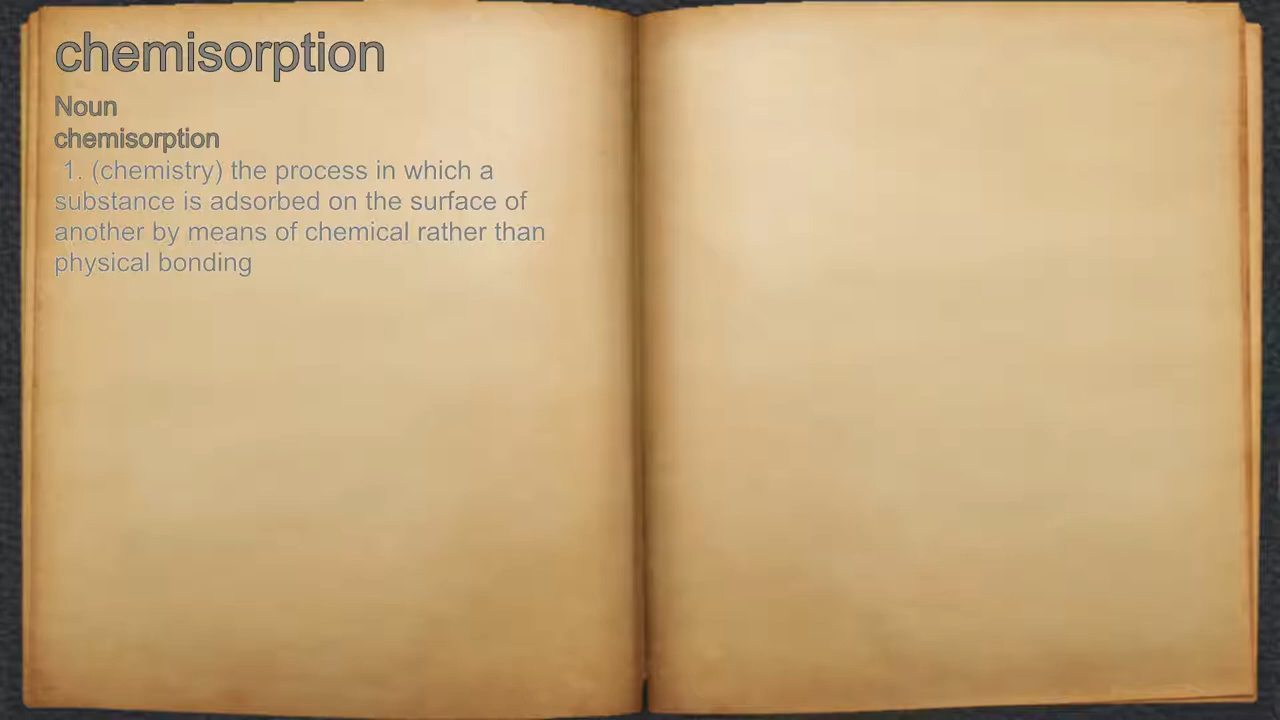 chemisorption
Noun
chemisorption
1. (chemistry) the process in which a
substance is adsorbed on the surface of
another by means of chemical rather than
physical bonding